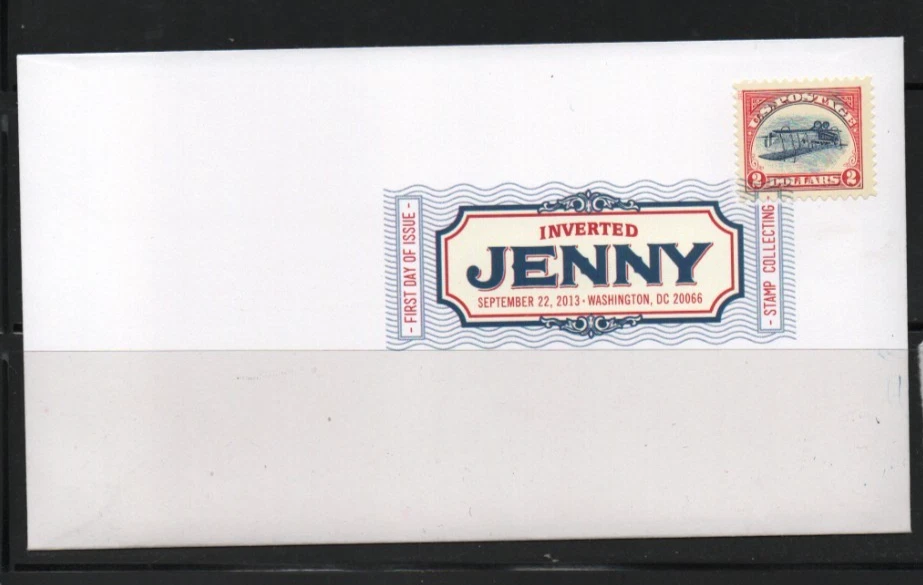 U.S. POSTAGE
2 DOLLARS 2
- FIRST DAY OF ISSUE -
INVERTED
JENNY
SEPTEMBER 22, 2013 • WASHINGTON, DC 20066
- STAMP COLLECTING -